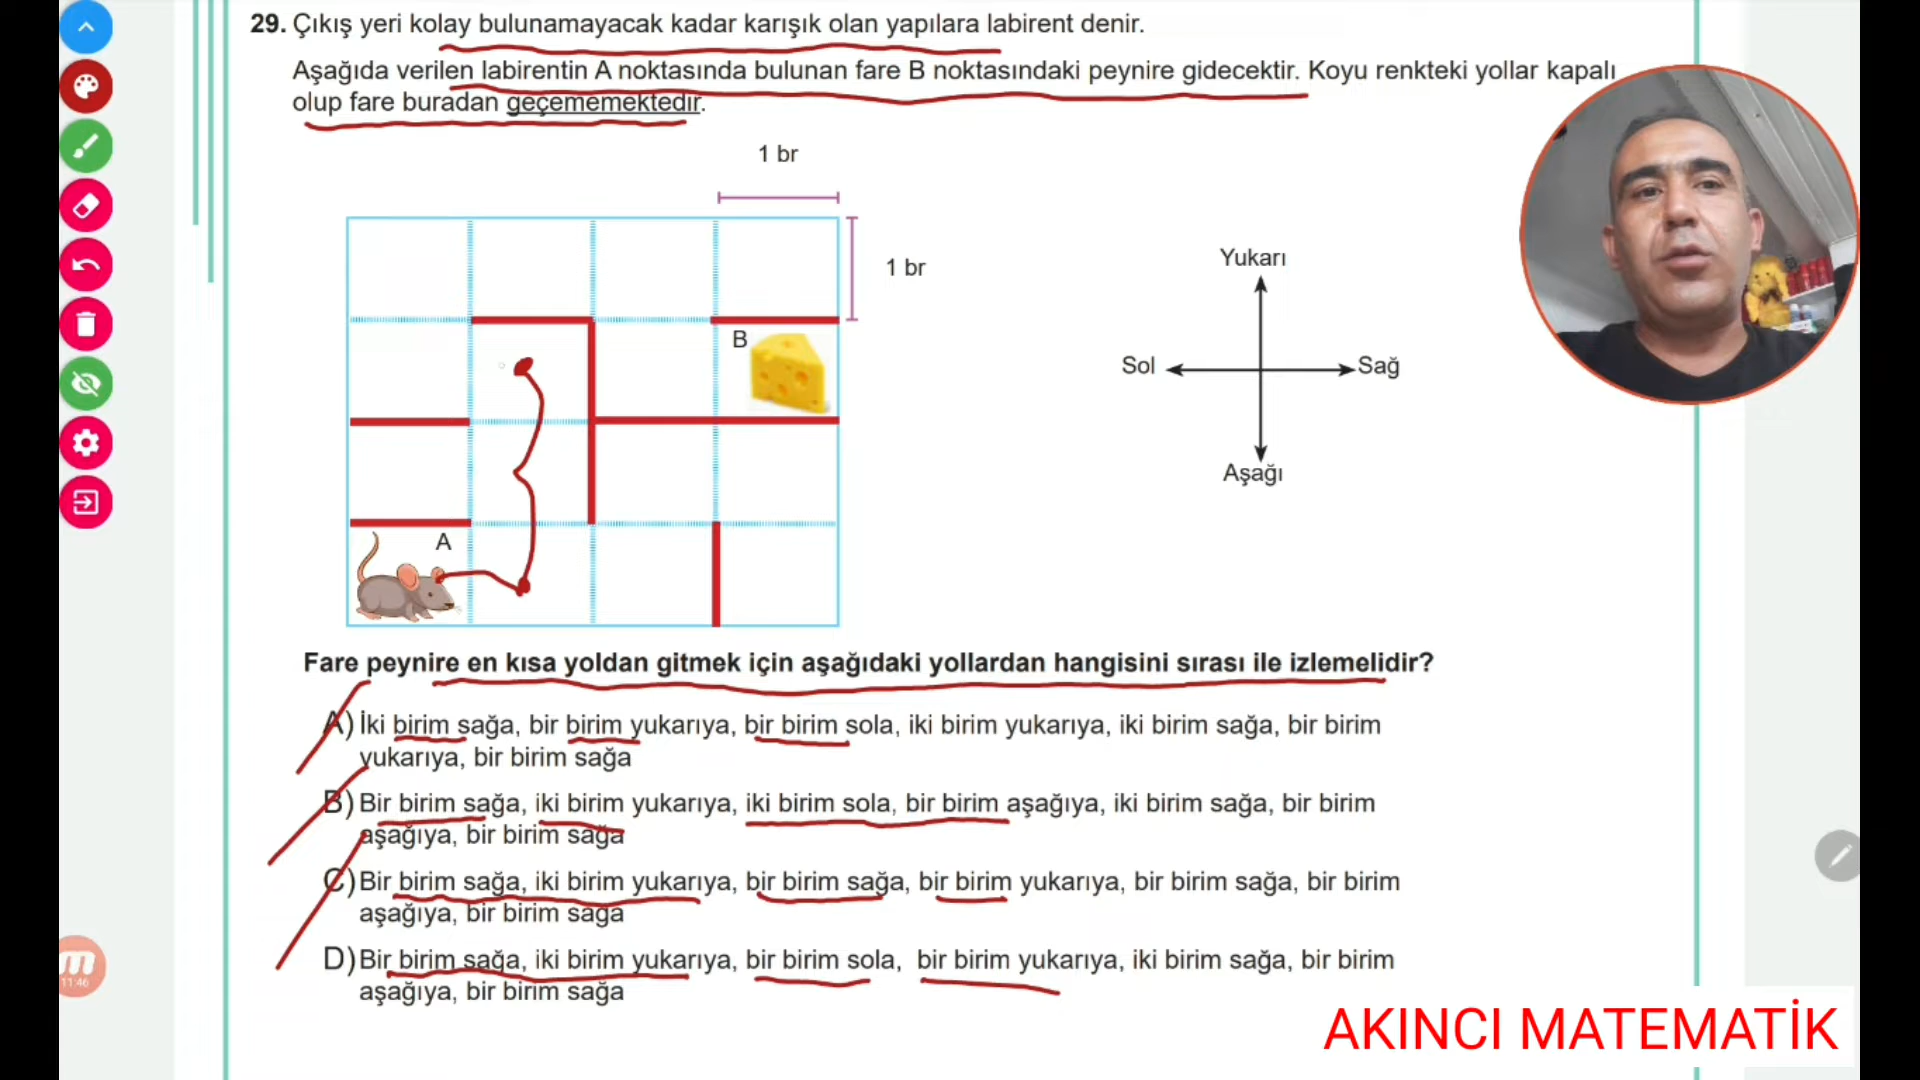 29. Çıkış yeri kolay bulunamayacak kadar karışık olan yapılara labirent denir.
Aşağıda verilen labirentin A noktasında bulunan fare B noktasındaki peynire gidecektir. Koyu renkteki yollar kapalı
olup fare buradan geçememektedir.
1 br
1 br
B
A
Yukarı
Sol
Sağ
Aşağı
Fare peynire en kısa yoldan gitmek için aşağıdaki yollardan hangisini sırası ile izlemelidir?
A) İki birim sağa, bir birim yukarıya, bir birim sola, iki birim yukarıya, iki birim sağa, bir birim
yukarıya, bir birim sağa
B) Bir birim sağa, iki birim yukarıya, iki birim sola, bir birim aşağıya, iki birim sağa, bir birim
aşağıya, bir birim sağa
C) Bir birim sağa, iki birim yukarıya, bir birim sağa, bir birim yukarıya, bir birim sağa, bir birim
aşağıya, bir birim sağa
D) Bir birim sağa, iki birim yukarıya, bir birim sola, bir birim yukarıya, iki birim sağa, bir birim
aşağıya, bir birim sağa
11:46
AKINCI MATEMATİK